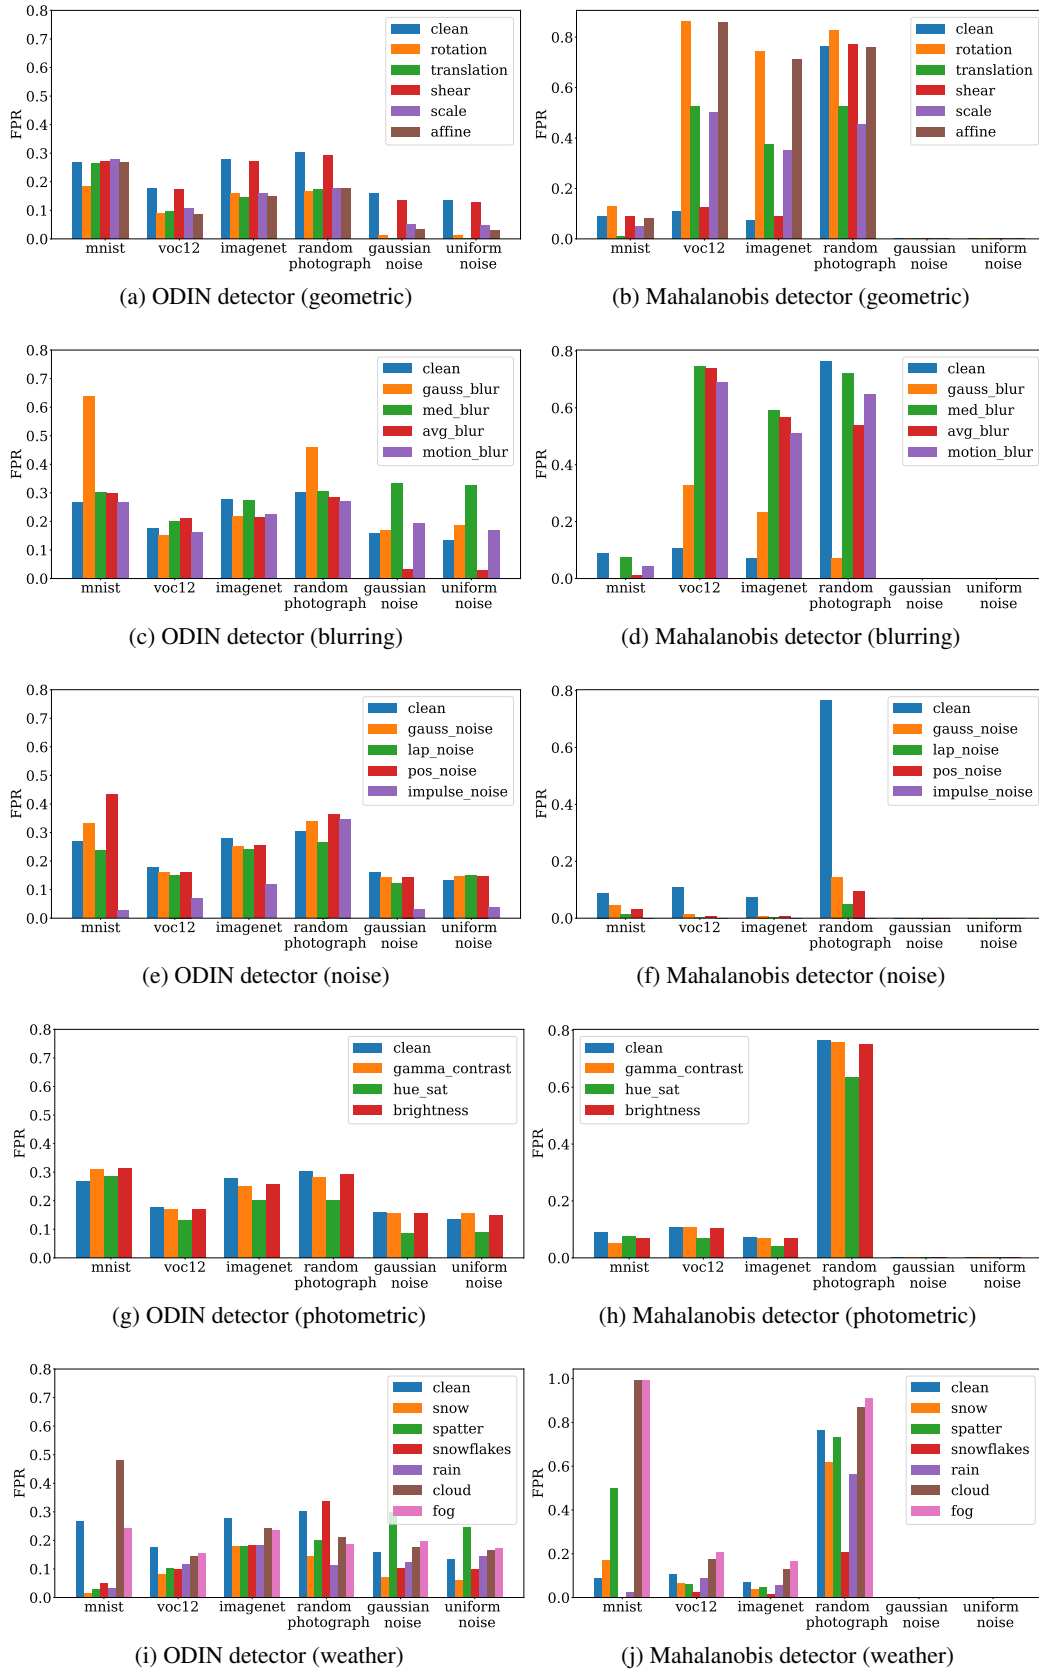 0.8
0.7
0.6
0.5
0.4
0.3
0.2
0.1
0.0
FPR
clean
rotation
translation
shear
scale
affine
mnist voc12 imagenet random photograph gaussian noise uniform noise
(a) ODIN detector (geometric)
0.8
0.6
0.4
0.2
0.0
FPR
clean
rotation
translation
shear
scale
affine
mnist voc12 imagenet random photograph gaussian noise uniform noise
(b) Mahalanobis detector (geometric)
0.8
0.7
0.6
0.5
0.4
0.3
0.2
0.1
0.0
FPR
clean
gauss_blur
med_blur
avg_blur
motion_blur
mnist voc12 imagenet random photograph gaussian noise uniform noise
(c) ODIN detector (blurring)
0.8
0.6
0.4
0.2
0.0
FPR
clean
gauss_blur
med_blur
avg_blur
motion_blur
mnist voc12 imagenet random photograph gaussian noise uniform noise
(d) Mahalanobis detector (blurring)
0.8
0.7
0.6
0.5
0.4
0.3
0.2
0.1
0.0
FPR
clean
gauss_noise
lap_noise
pos_noise
impulse_noise
mnist voc12 imagenet random photograph gaussian noise uniform noise
(e) ODIN detector (noise)
0.8
0.6
0.4
0.2
0.0
FPR
clean
gauss_noise
lap_noise
pos_noise
impulse_noise
mnist voc12 imagenet random photograph gaussian noise uniform noise
(f) Mahalanobis detector (noise)
0.8
0.7
0.6
0.5
0.4
0.3
0.2
0.1
0.0
FPR
clean
gamma_contrast
hue_sat
brightness
mnist voc12 imagenet random photograph gaussian noise uniform noise
(g) ODIN detector (photometric)
0.8
0.6
0.4
0.2
0.0
FPR
clean
gamma_contrast
hue_sat
brightness
mnist voc12 imagenet random photograph gaussian noise uniform noise
(h) Mahalanobis detector (photometric)
0.8
0.7
0.6
0.5
0.4
0.3
0.2
0.1
0.0
FPR
clean
snow
spatter
snowflakes
rain
cloud
fog
mnist voc12 imagenet random photograph gaussian noise uniform noise
(i) ODIN detector (weather)
1.0
0.8
0.6
0.4
0.2
0.0
FPR
clean
snow
spatter
snowflakes
rain
cloud
fog
mnist voc12 imagenet random photograph gaussian noise uniform noise
(j) Mahalanobis detector (weather)